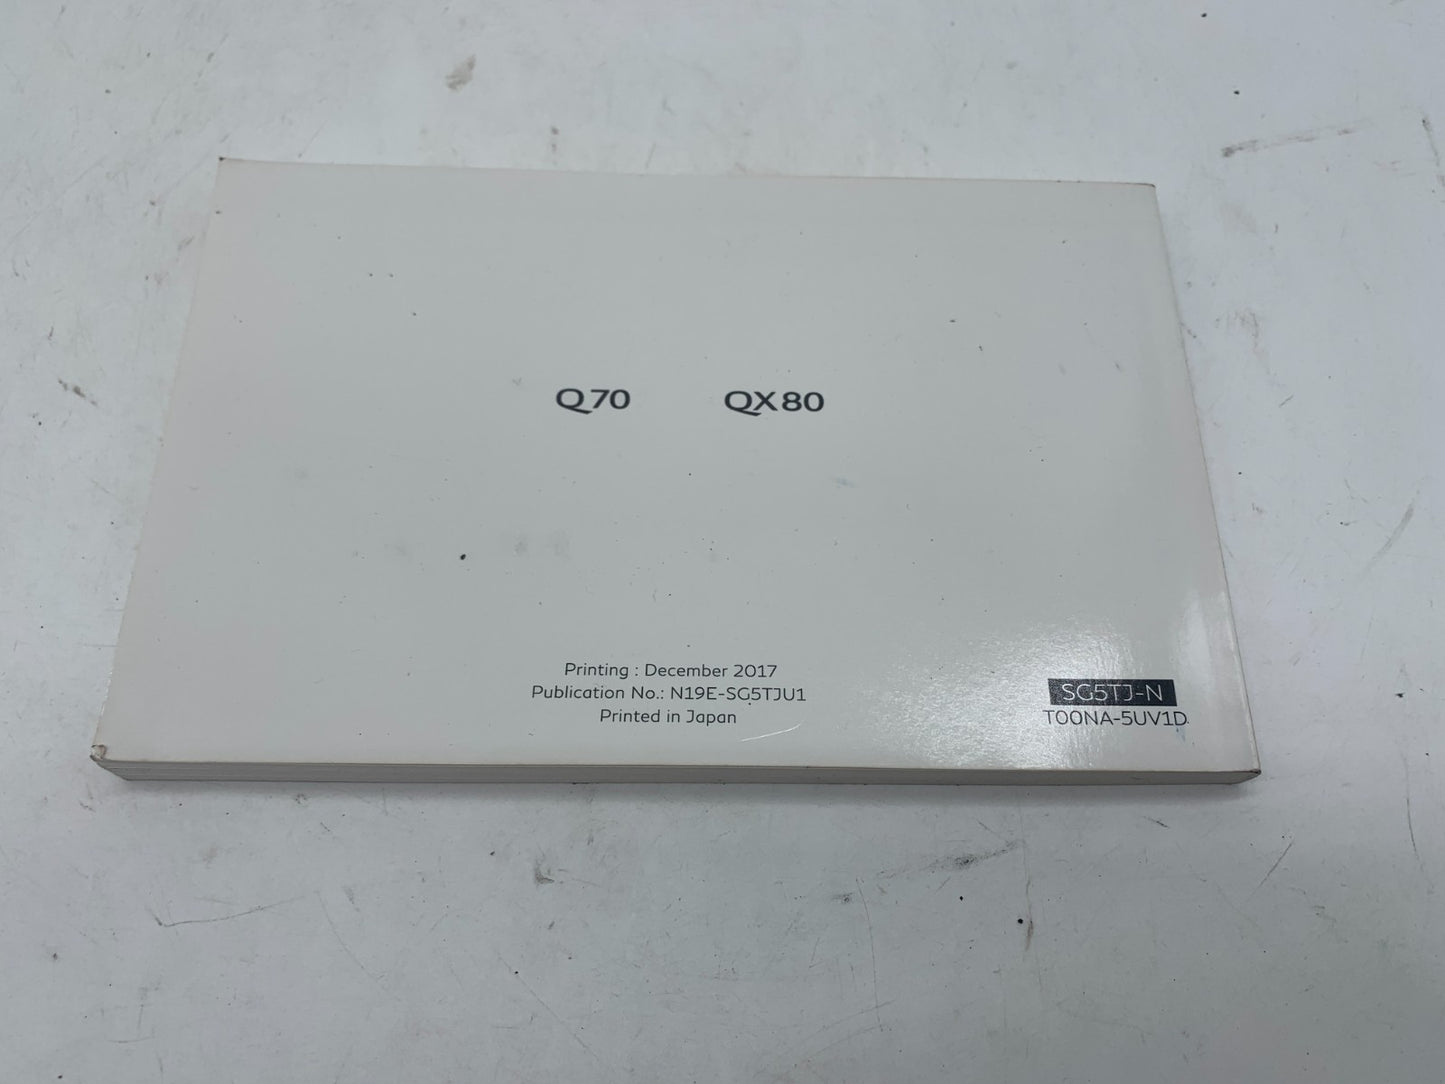 Q70 QX80
Printing : December 2017
Publication No.: N19E-SG5TJU1
Printed in Japan
SG5TJ-N
T00NA-5UV1D